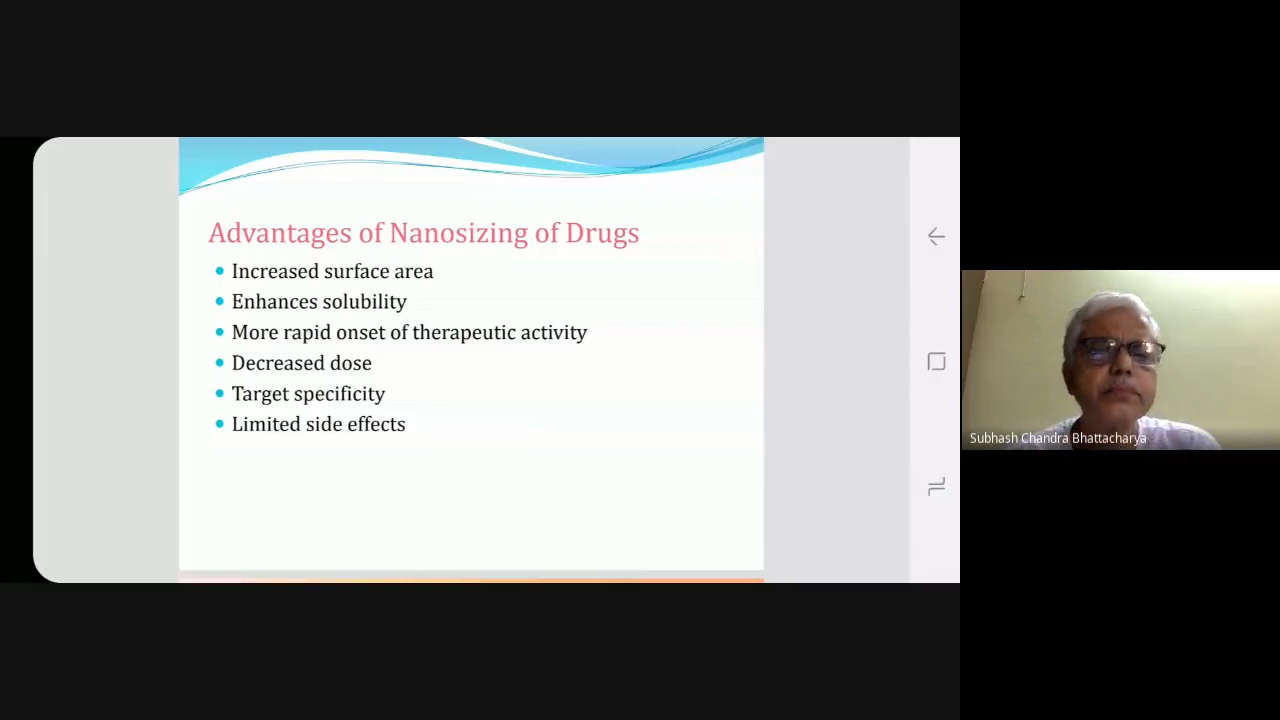 Advantages of Nanosizing of Drugs
Increased surface area
Enhances solubility
More rapid onset of therapeutic activity
Decreased dose
Target specificity
Limited side effects
Subhash Chandra Bhattacharya